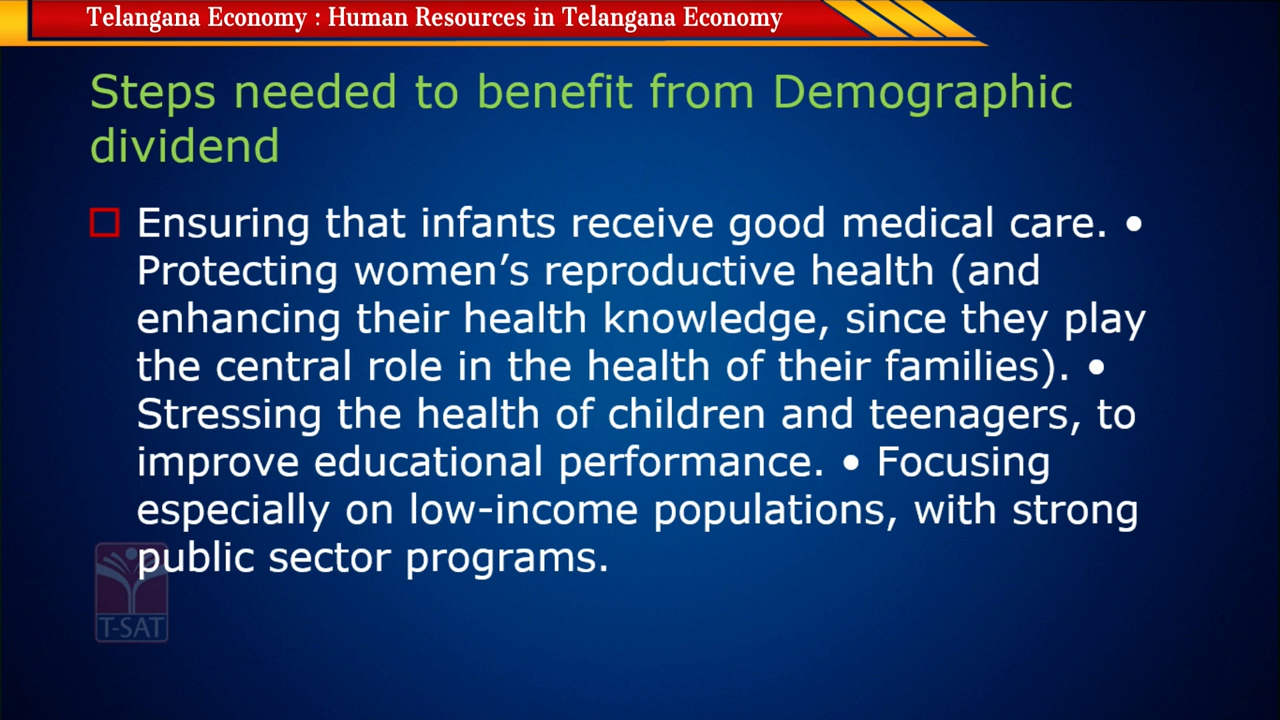 Telangana Economy : Human Resources in Telangana Economy
Steps needed to benefit from Demographic
dividend
Ensuring that infants receive good medical care. •
Protecting women’s reproductive health (and
enhancing their health knowledge, since they play
the central role in the health of their families). •
Stressing the health of children and teenagers, to
improve educational performance. • Focusing
especially on low-income populations, with strong
public sector programs.
T-SAT